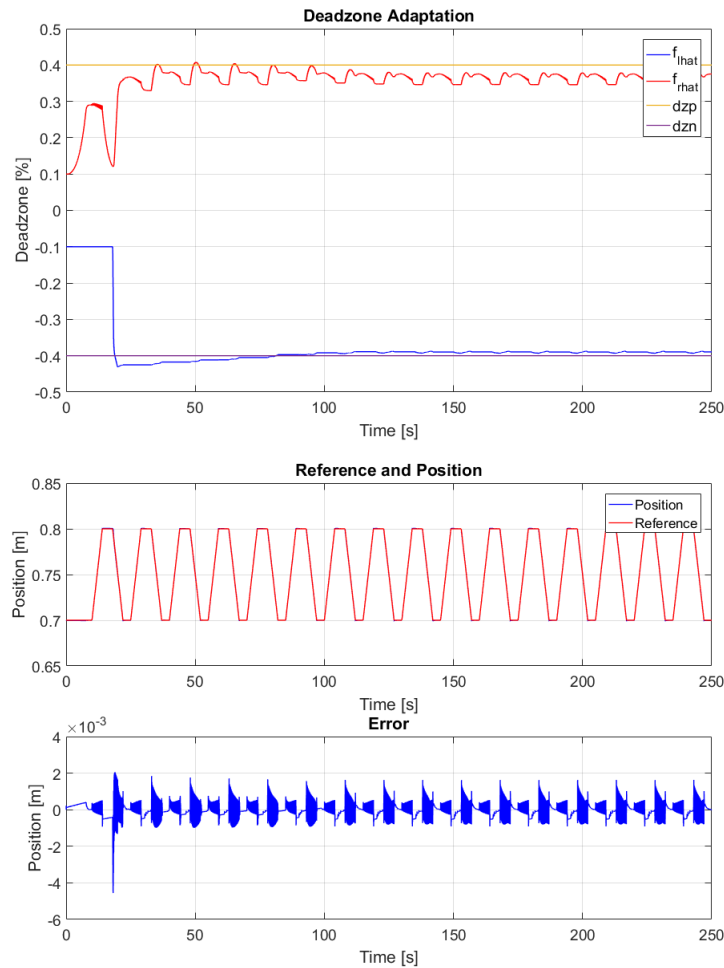 Deadzone Adaptation
0.5
0.4
0.3
0.2
0.1
0
-0.1
-0.2
-0.3
-0.4
-0.5
Deadzone [%]
f_lhat
f_rhat
dzp
dzn
0 50 100 150 200 250
Time [s]
Reference and Position
0.85
0.8
0.75
0.7
0.65
Position [m]
Position
Reference
0 50 100 150 200 250
Time [s]
Error
×10⁻³
4
2
0
-2
-4
-6
Position [m]
0 50 100 150 200 250
Time [s]